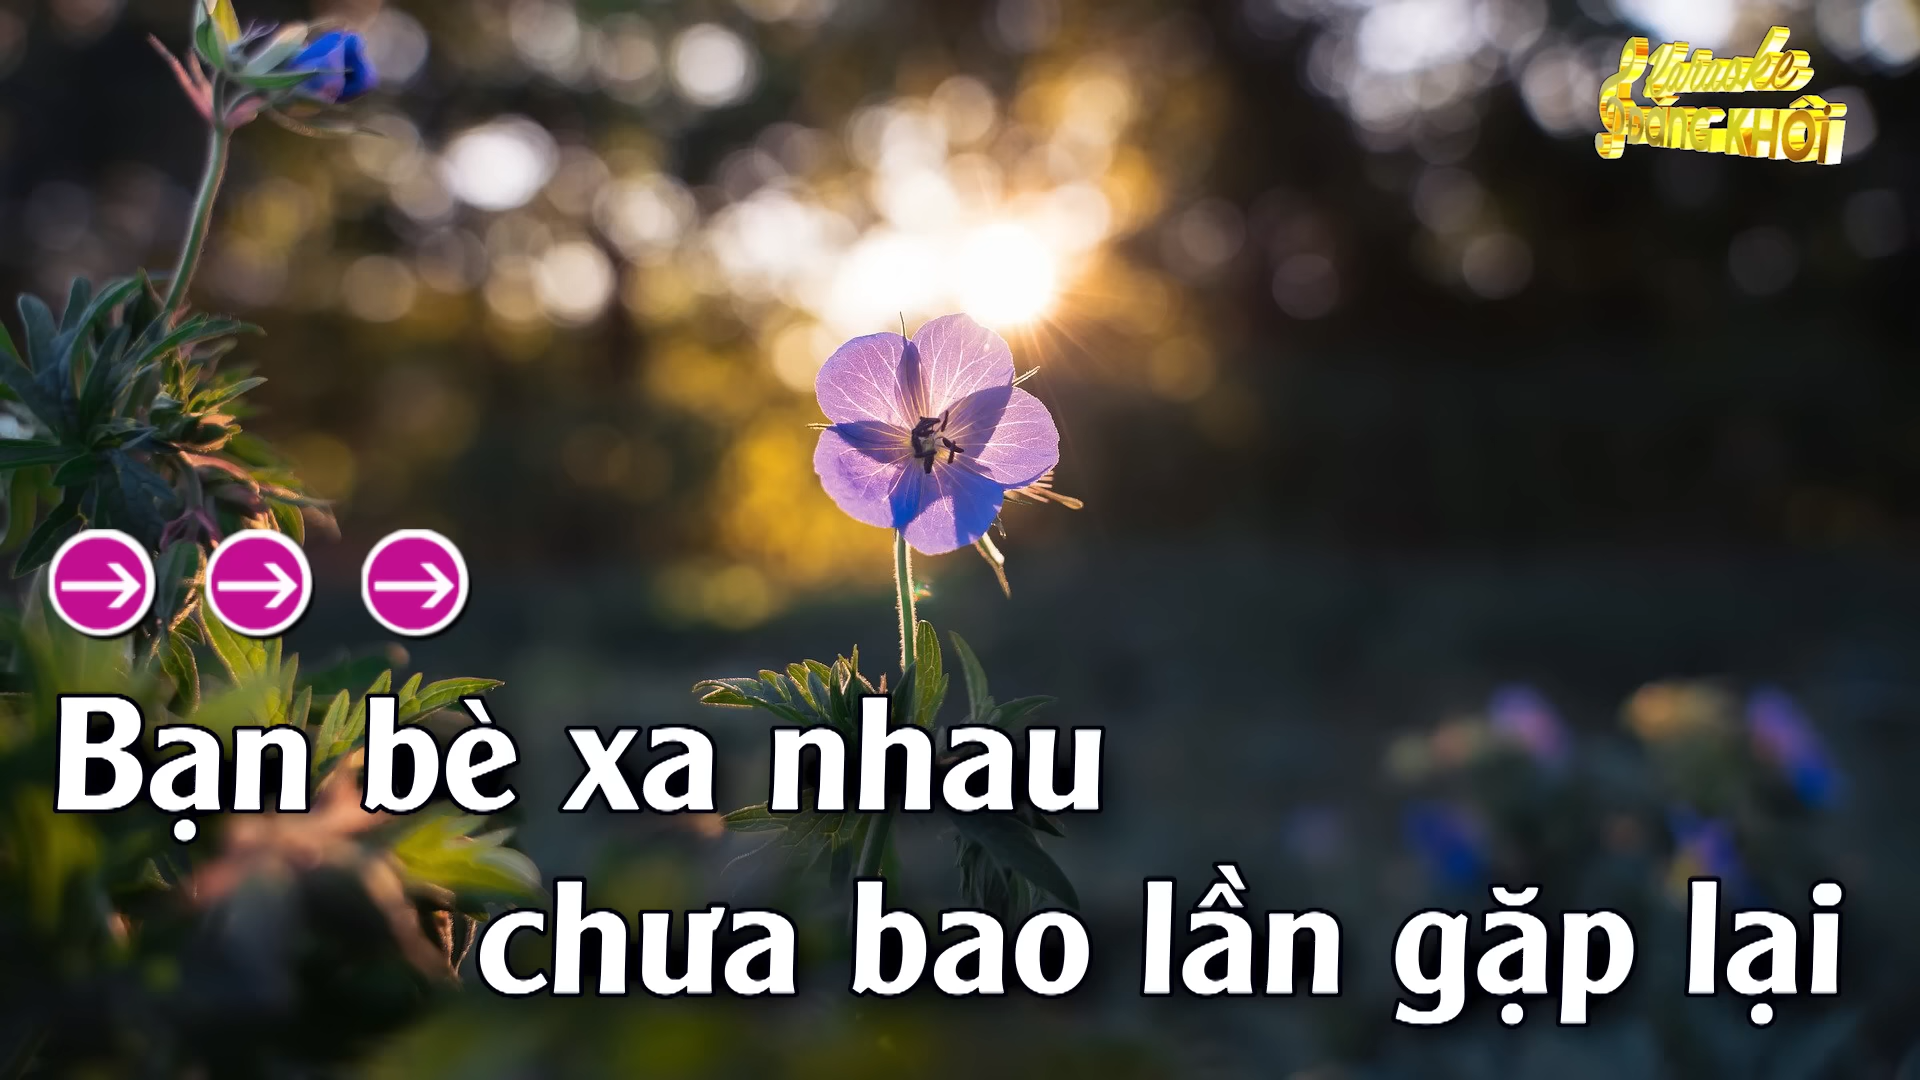 Karaoke
ĐĂNG KHÔI
Bạn bè xa nhau
chưa bao lần gặp lại